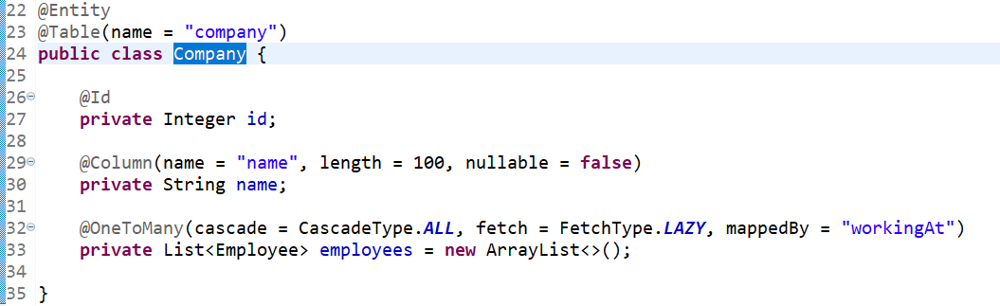 22 @Entity
23 @Table(name = "company")
24 public class Company {
25
26 @Id
27 private Integer id;
28
29 @Column(name = "name", length = 100, nullable = false)
30 private String name;
31
32 @OneToMany(cascade = CascadeType.ALL, fetch = FetchType.LAZY, mappedBy = "workingAt")
33 private List<Employee> employees = new ArrayList<>();
34
35 }